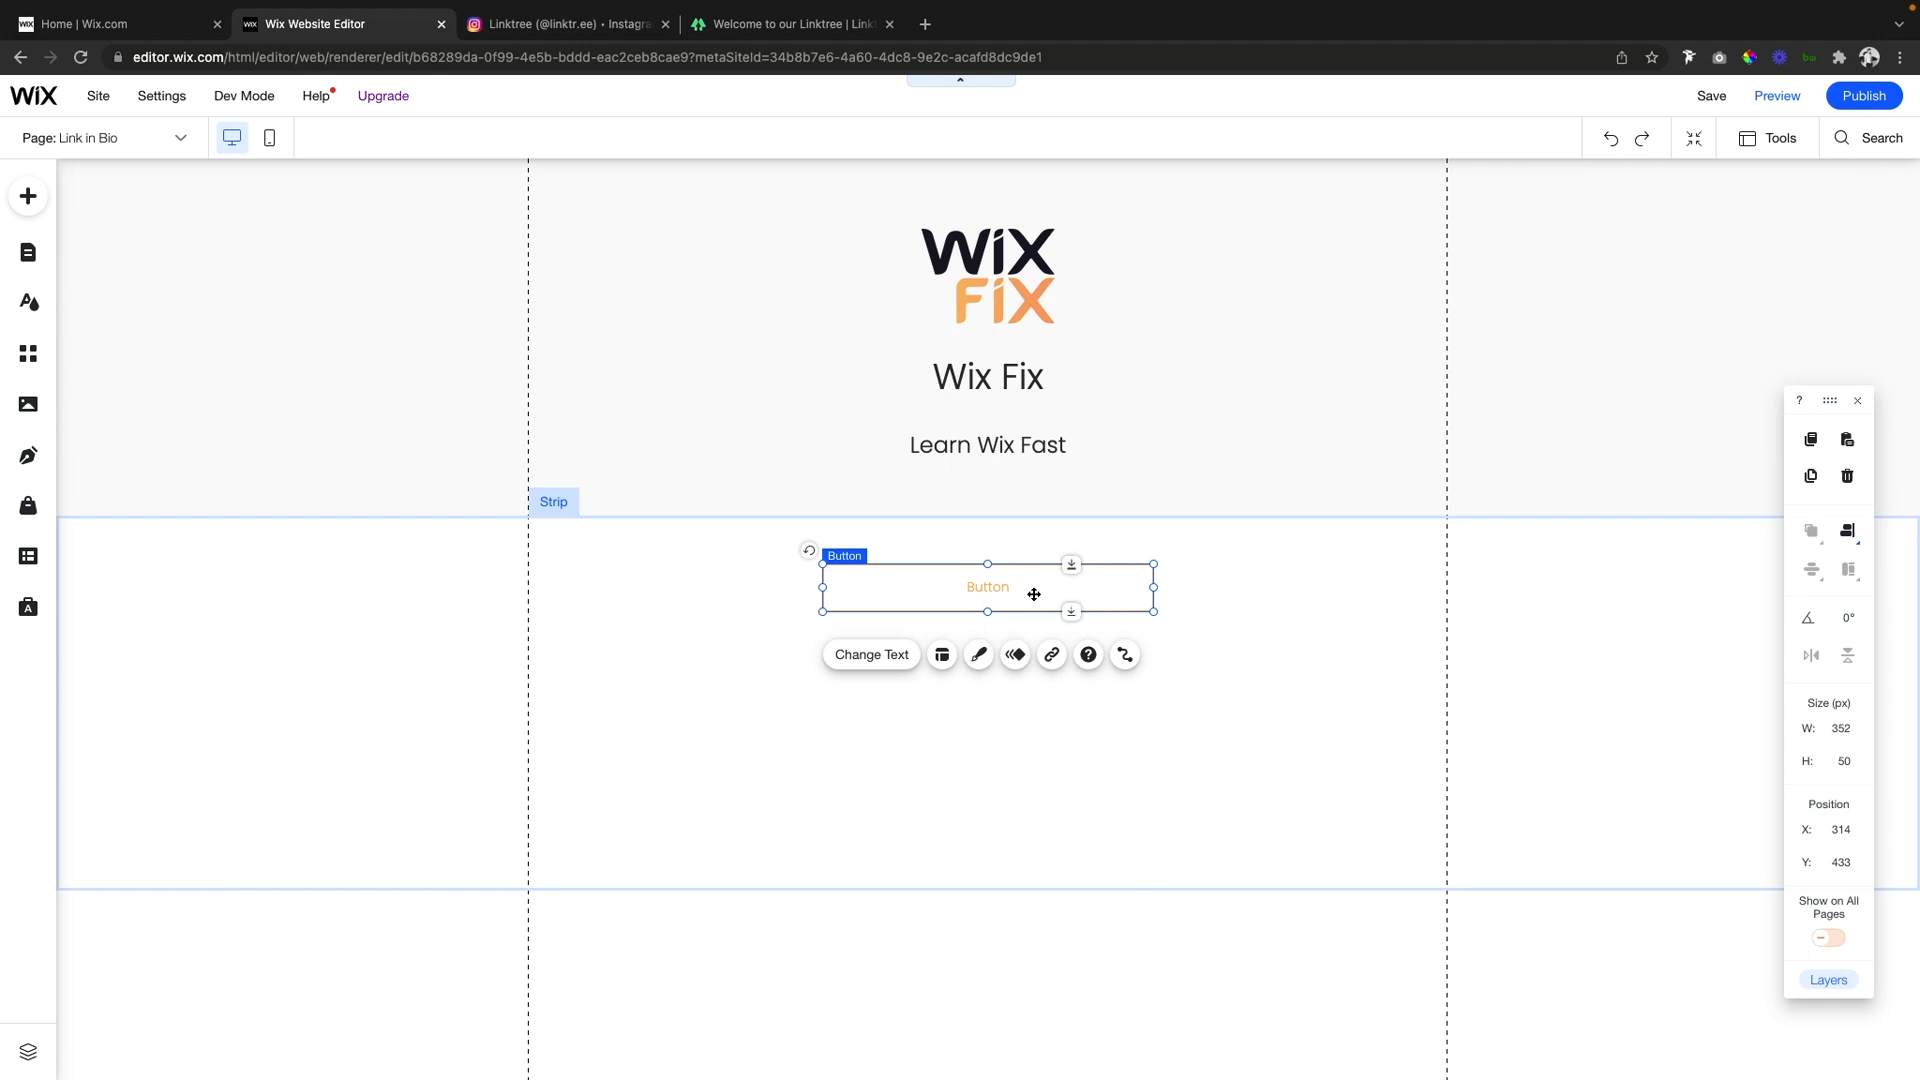 Home | Wix.com
Wix Website Editor
Linktree (@linktr.ee) • Instagra
Welcome to our Linktree | Link
editor.wix.com/html/editor/web/renderer/edit/b68289da-0f99-4e5b-bddd-eac2ceb8cae9?metaSiteId=34b8b7e6-4a60-4dc8-9e2c-acafd8dc9de1
WiX
Site
Settings
Dev Mode
Help
Upgrade
Save
Preview
Publish
Page: Link in Bio
Tools
Search
WiX
FiX
Wix Fix
Learn Wix Fast
Strip
Button
Button
Change Text
0°
Size (px)
W: 352
H: 50
Position
X: 314
Y: 433
Show on All
Pages
Layers